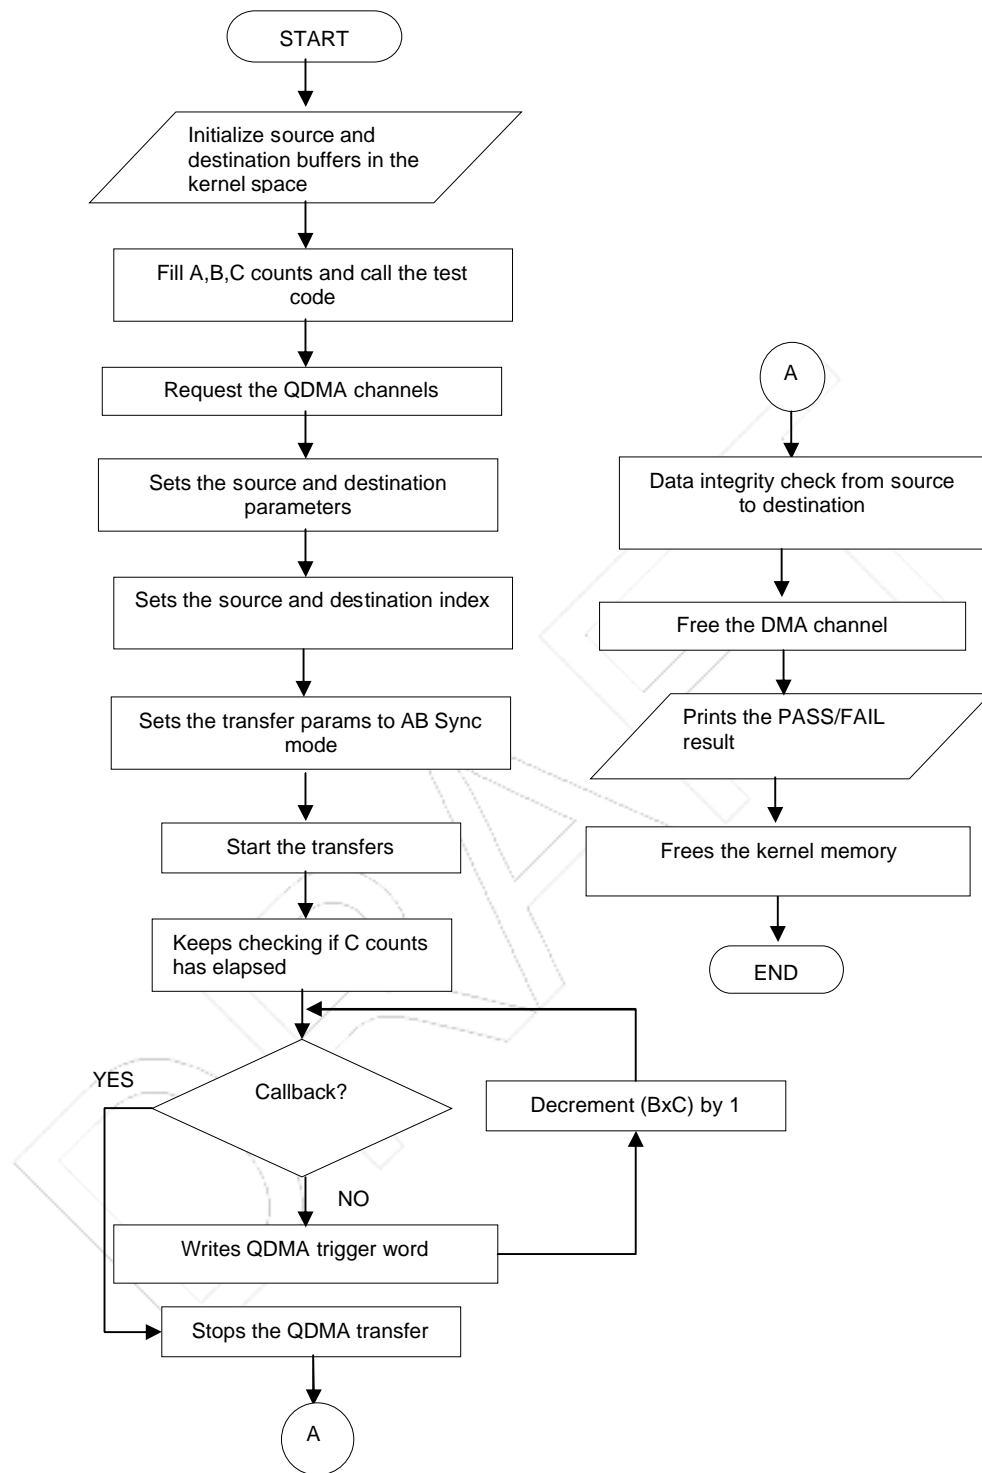 START
Initialize source and
destination buffers in the
kernel space
Fill A,B,C counts and call the test
code
Request the QDMA channels
Sets the source and destination
parameters
Sets the source and destination index
Sets the transfer params to AB Sync
mode
Start the transfers
Keeps checking if C counts
has elapsed
YES
Callback?
Decrement (BxC) by 1
NO
Writes QDMA trigger word
Stops the QDMA transfer
A
A
Data integrity check from source
to destination
Free the DMA channel
Prints the PASS/FAIL
result
Frees the kernel memory
END
DRAFT